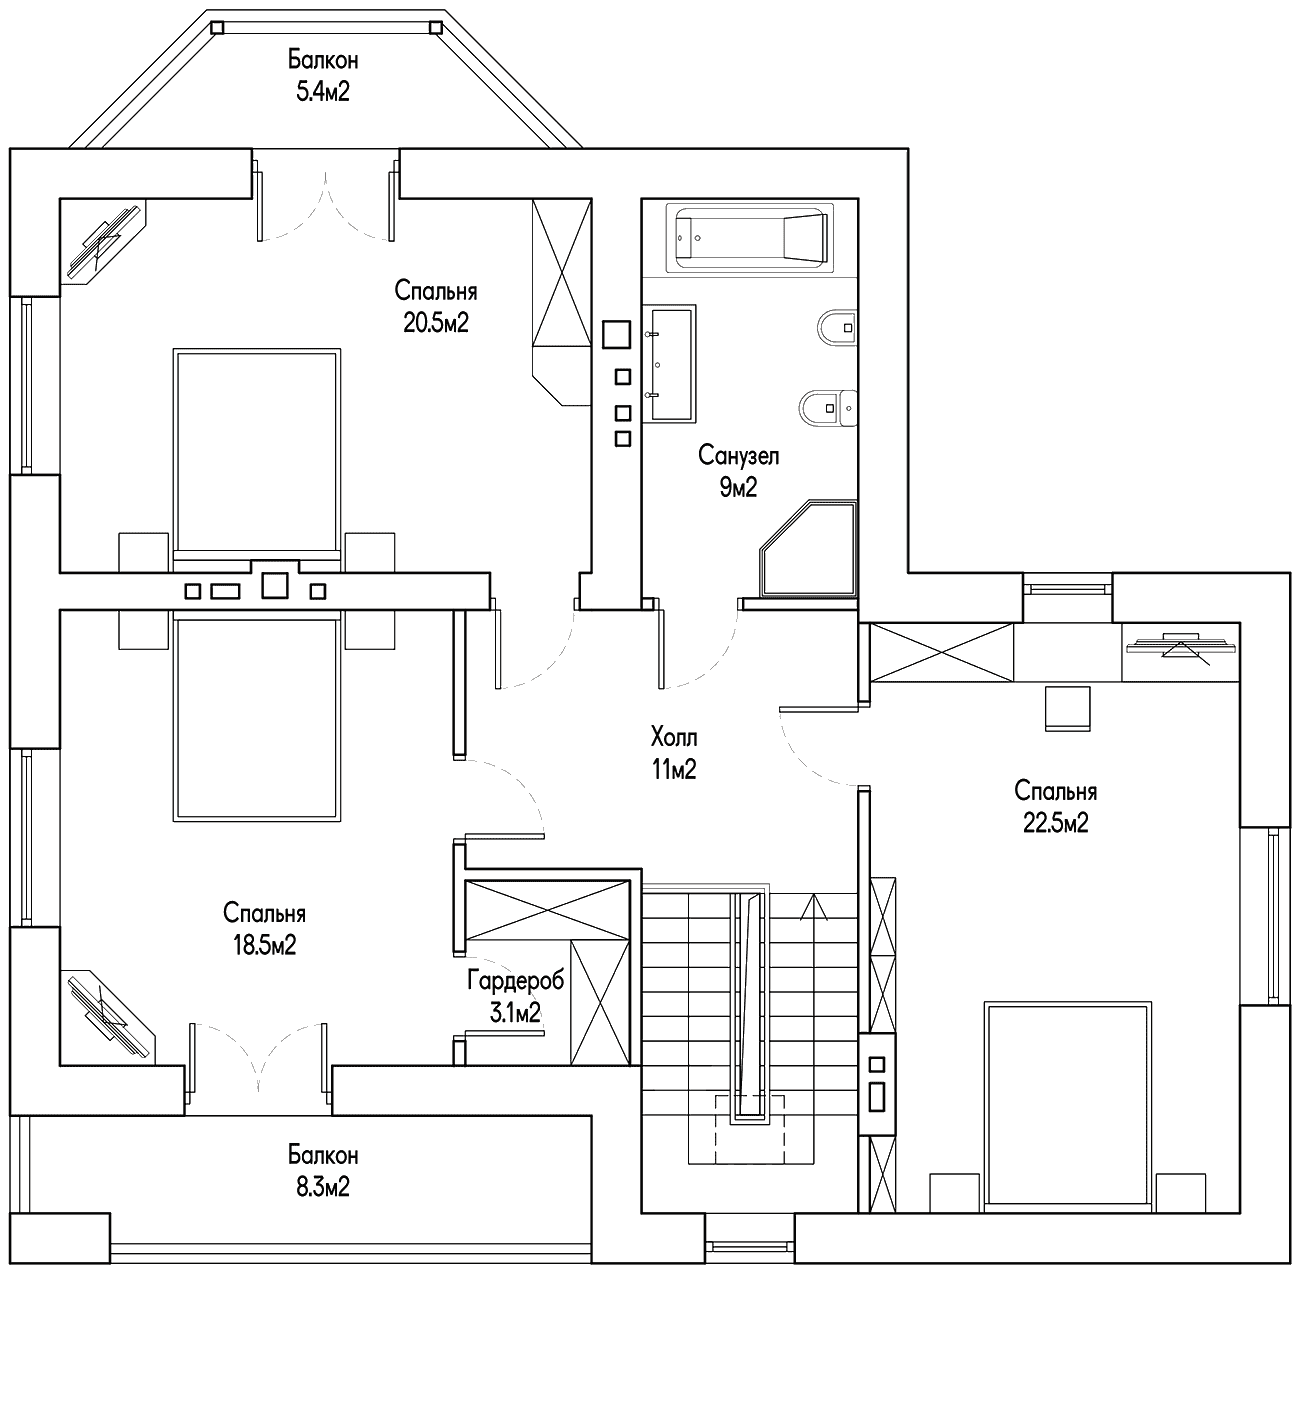 Балкон
5.4м2
Спальня
20.5м2
Санузел
9м2
Холл
11м2
Спальня
22.5м2
Спальня
18.5м2
Гардероб
3.1м2
Балкон
8.3м2